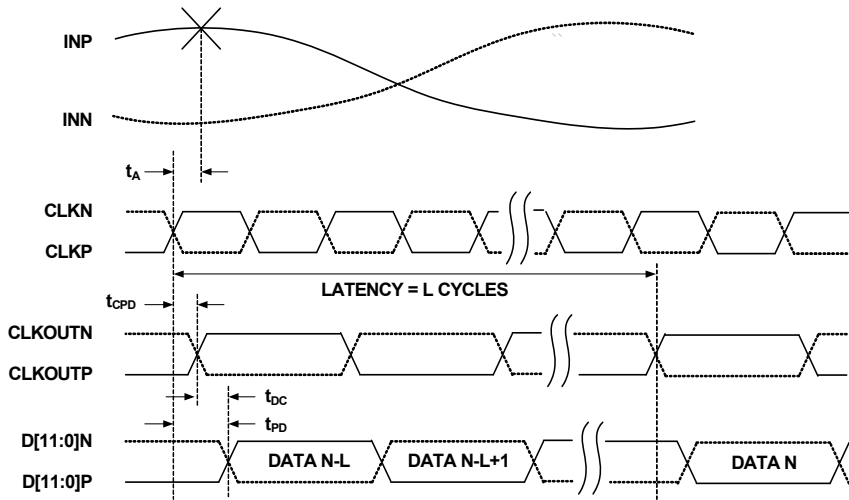 INP
INN
tA
CLKN
CLKP
LATENCY = L CYCLES
tCPD
CLKOUTN
CLKOUTP
tDC
tPD
D[11:0]N
D[11:0]P
DATA N-L
DATA N-L+1
DATA N